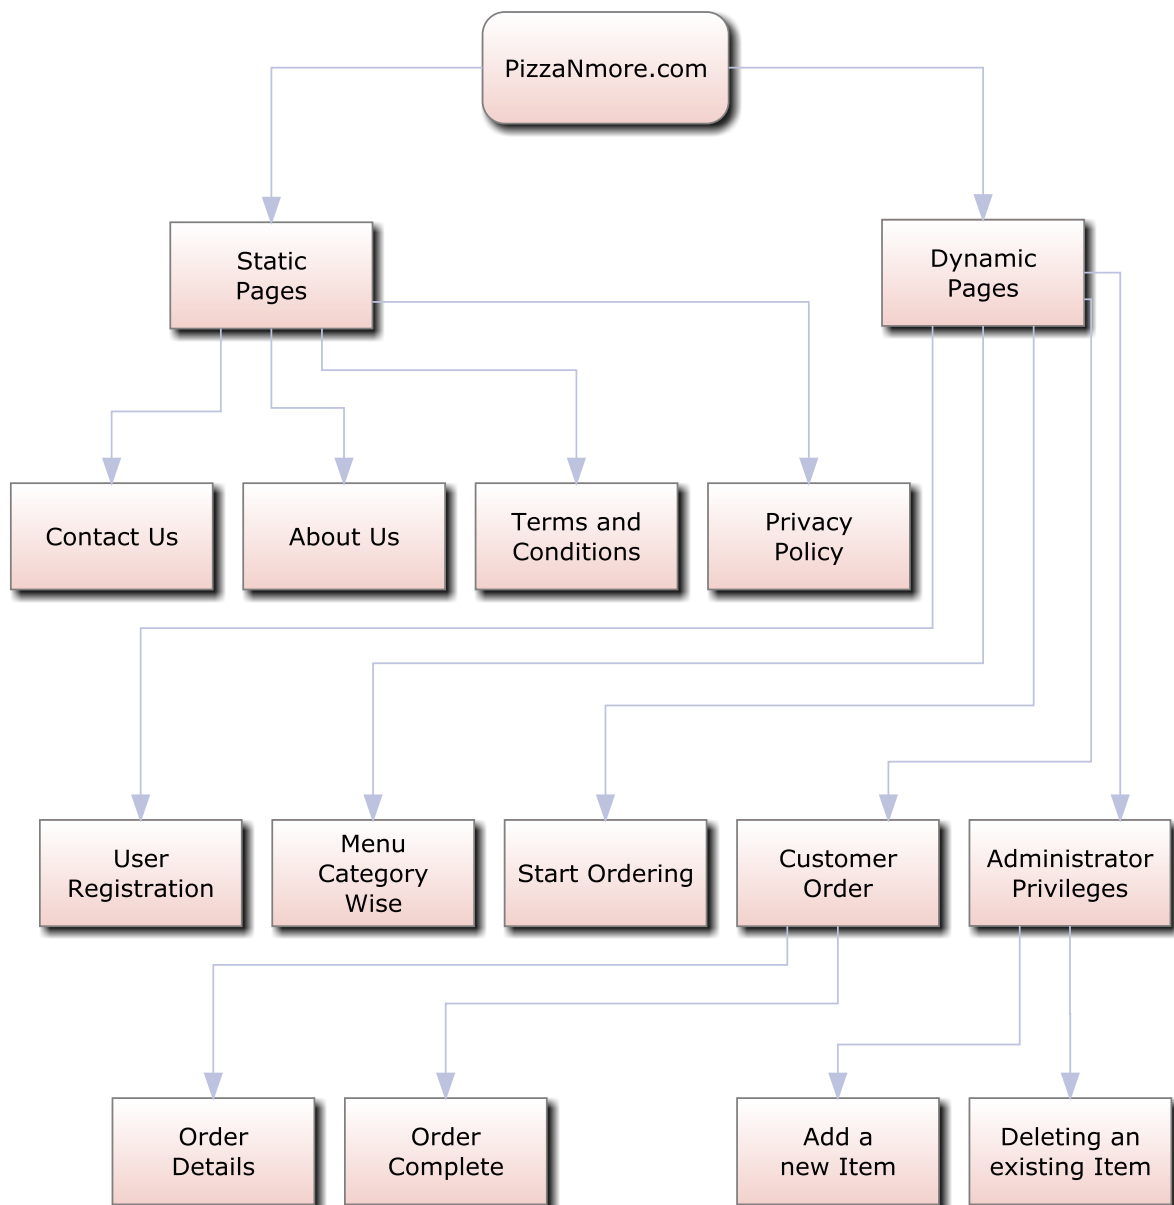 PizzaNmore.com
Static
Pages
Dynamic
Pages
Contact Us
About Us
Terms and
Conditions
Privacy
Policy
User
Registration
Menu
Category
Wise
Start Ordering
Customer
Order
Administrator
Privileges
Order
Details
Order
Complete
Add a
new Item
Deleting an
existing Item